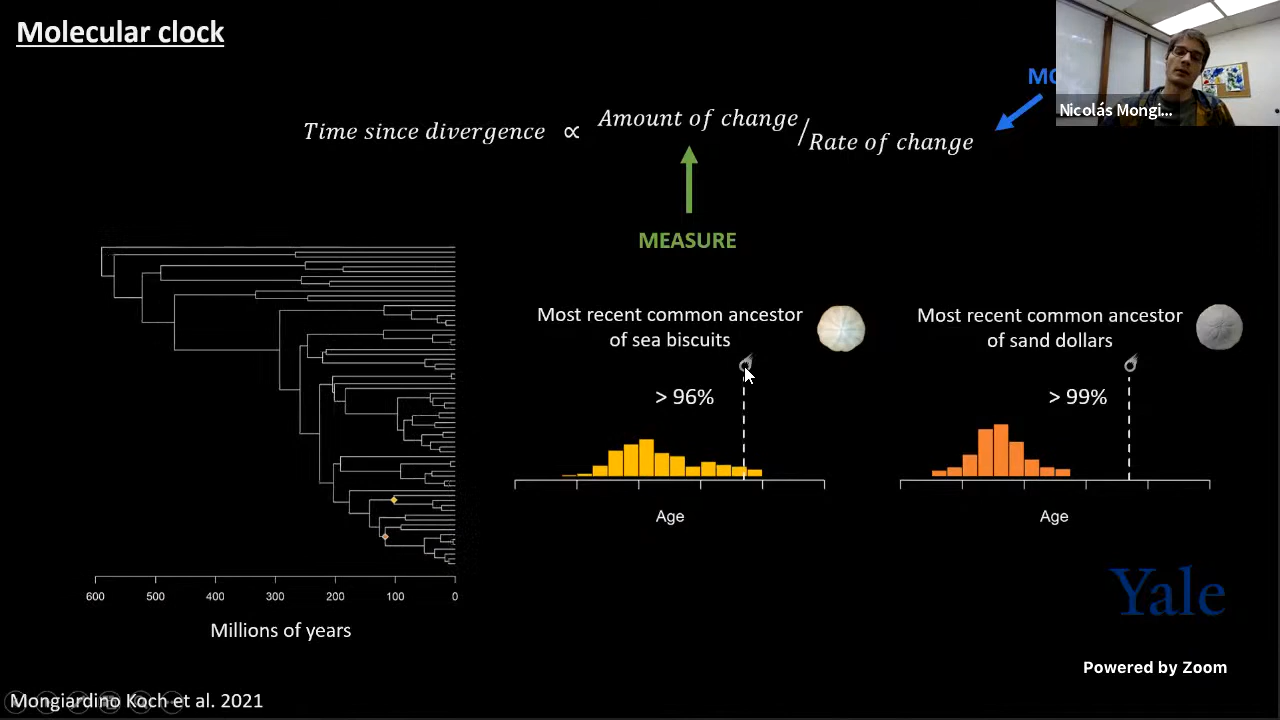 Molecular clock
MO
Nicolás Mongi...
Time since divergence ∝ Amount of change / Rate of change
MEASURE
Most recent common ancestor
of sea biscuits
> 96%
Age
Most recent common ancestor
of sand dollars
> 99%
Age
600 500 400 300 200 100 0
Millions of years
Yale
Powered by Zoom
Mongiardino Koch et al. 2021